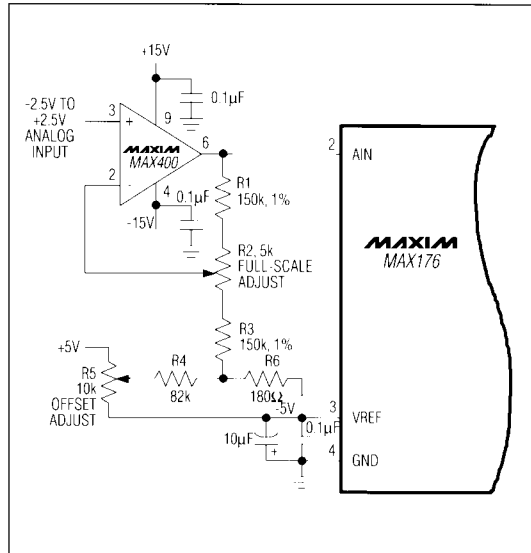 +15V
0.1µF
-2.5V TO
+2.5V
ANALOG
INPUT
3
+
9
MAXIM
MAX400
6
2
-
4
0.1µF
-15V
R1
150k, 1%
R2, 5k
FULL-SCALE
ADJUST
R3
150k, 1%
+5V
R5
10k
OFFSET
ADJUST
R4
82k
R6
180Ω
-5V
0.1µF
10µF
+
2
AIN
MAXIM
MAX176
3
VREF
4
GND